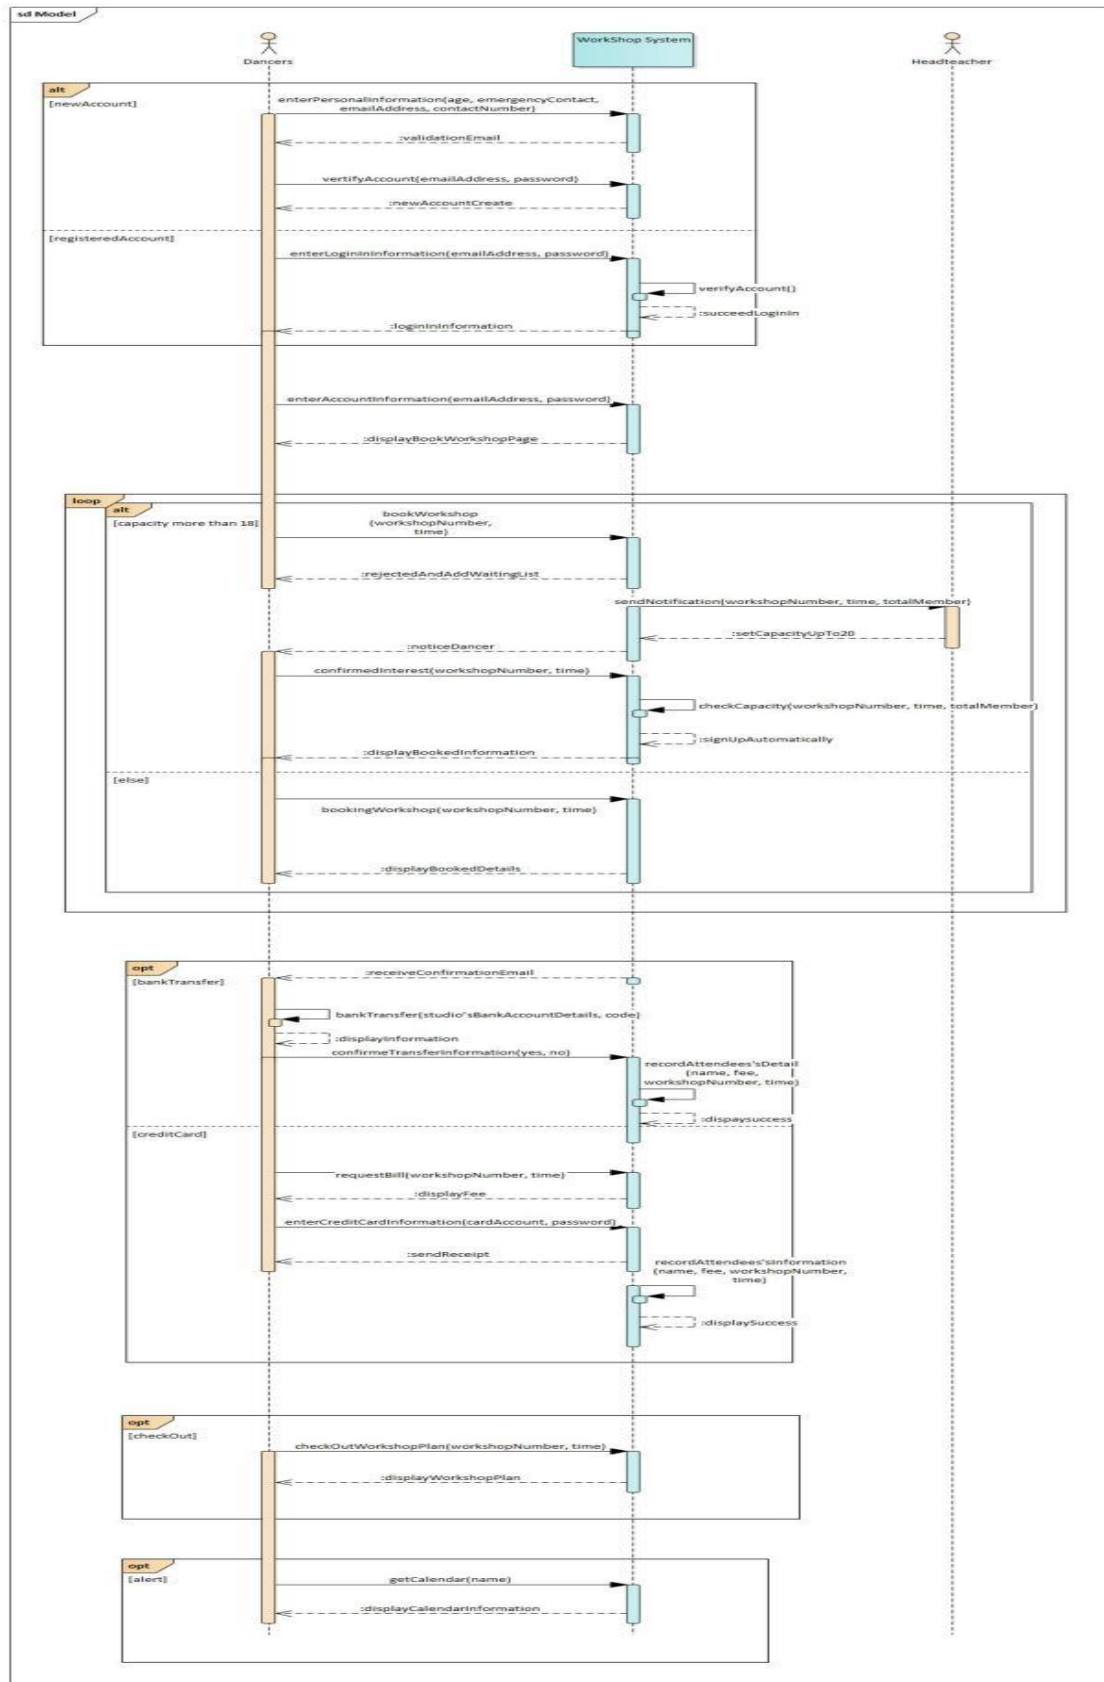 sd Model
Dancers
WorkShop System
Headteacher
alt
[newAccount]
enterPersonalInformation(age, emergencyContact,
emailAddress, contactNumber)
:validationEmail
vertifyAccount(emailAddress, password)
:newAccountCreate
[registeredAccount]
enterLoginInInformation(emailAddress, password)
verifyAccount()
:succeedLoginIn
:loginInInformation
enterAccountInformation(emailAddress, password)
:displayBookWorkshopPage
loop
alt
[capacity more than 18]
bookWorkshop
(workshopNumber,
time)
:rejectedAndAddWaitingList
sendNotification(workshopNumber, time, totalMember)
:setCapacityUpTo20
:noticeDancer
confirmedInterest(workshopNumber, time)
checkCapacity(workshopNumber, time, totalMember)
:signUpAutomatically
:displayBookedInformation
[else]
bookingWorkshop(workshopNumber, time)
:displayBookedDetails
opt
[bankTransfer]
:receiveConfirmationEmail
bankTransfer(studio'sBankAccountDetails, code)
:displayInformation
confirmeTransferInformation(yes, no)
recordAttendees'sDetail
(name, fee,
workshopNumber, time)
:dispaysuccess
[creditCard]
requestBill(workshopNumber, time)
:displayFee
enterCreditCardInformation(cardAccount, password)
:sendReceipt
recordAttendees'sInformation
(name, fee, workshopNumber,
time)
:displaySuccess
opt
[checkOut]
checkOutWorkshopPlan(workshopNumber, time)
:displayWorkshopPlan
opt
[alert]
getCalendar(name)
:displayCalendarInformation